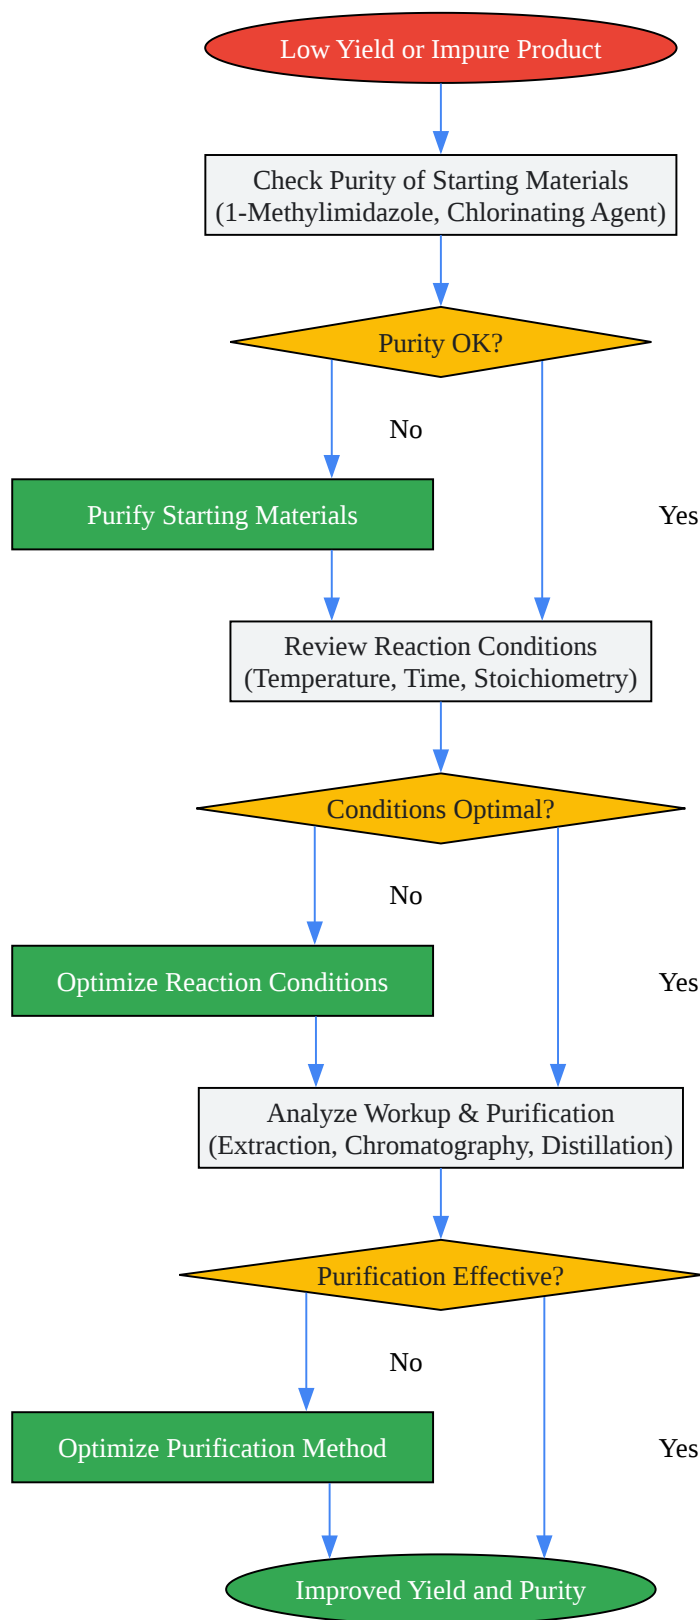 Low Yield or Impure Product
Check Purity of Starting Materials
(1-Methylimidazole, Chlorinating Agent)
Purity OK?
No
Purify Starting Materials
Yes
Review Reaction Conditions
(Temperature, Time, Stoichiometry)
Conditions Optimal?
No
Optimize Reaction Conditions
Yes
Analyze Workup & Purification
(Extraction, Chromatography, Distillation)
Purification Effective?
No
Optimize Purification Method
Yes
Improved Yield and Purity